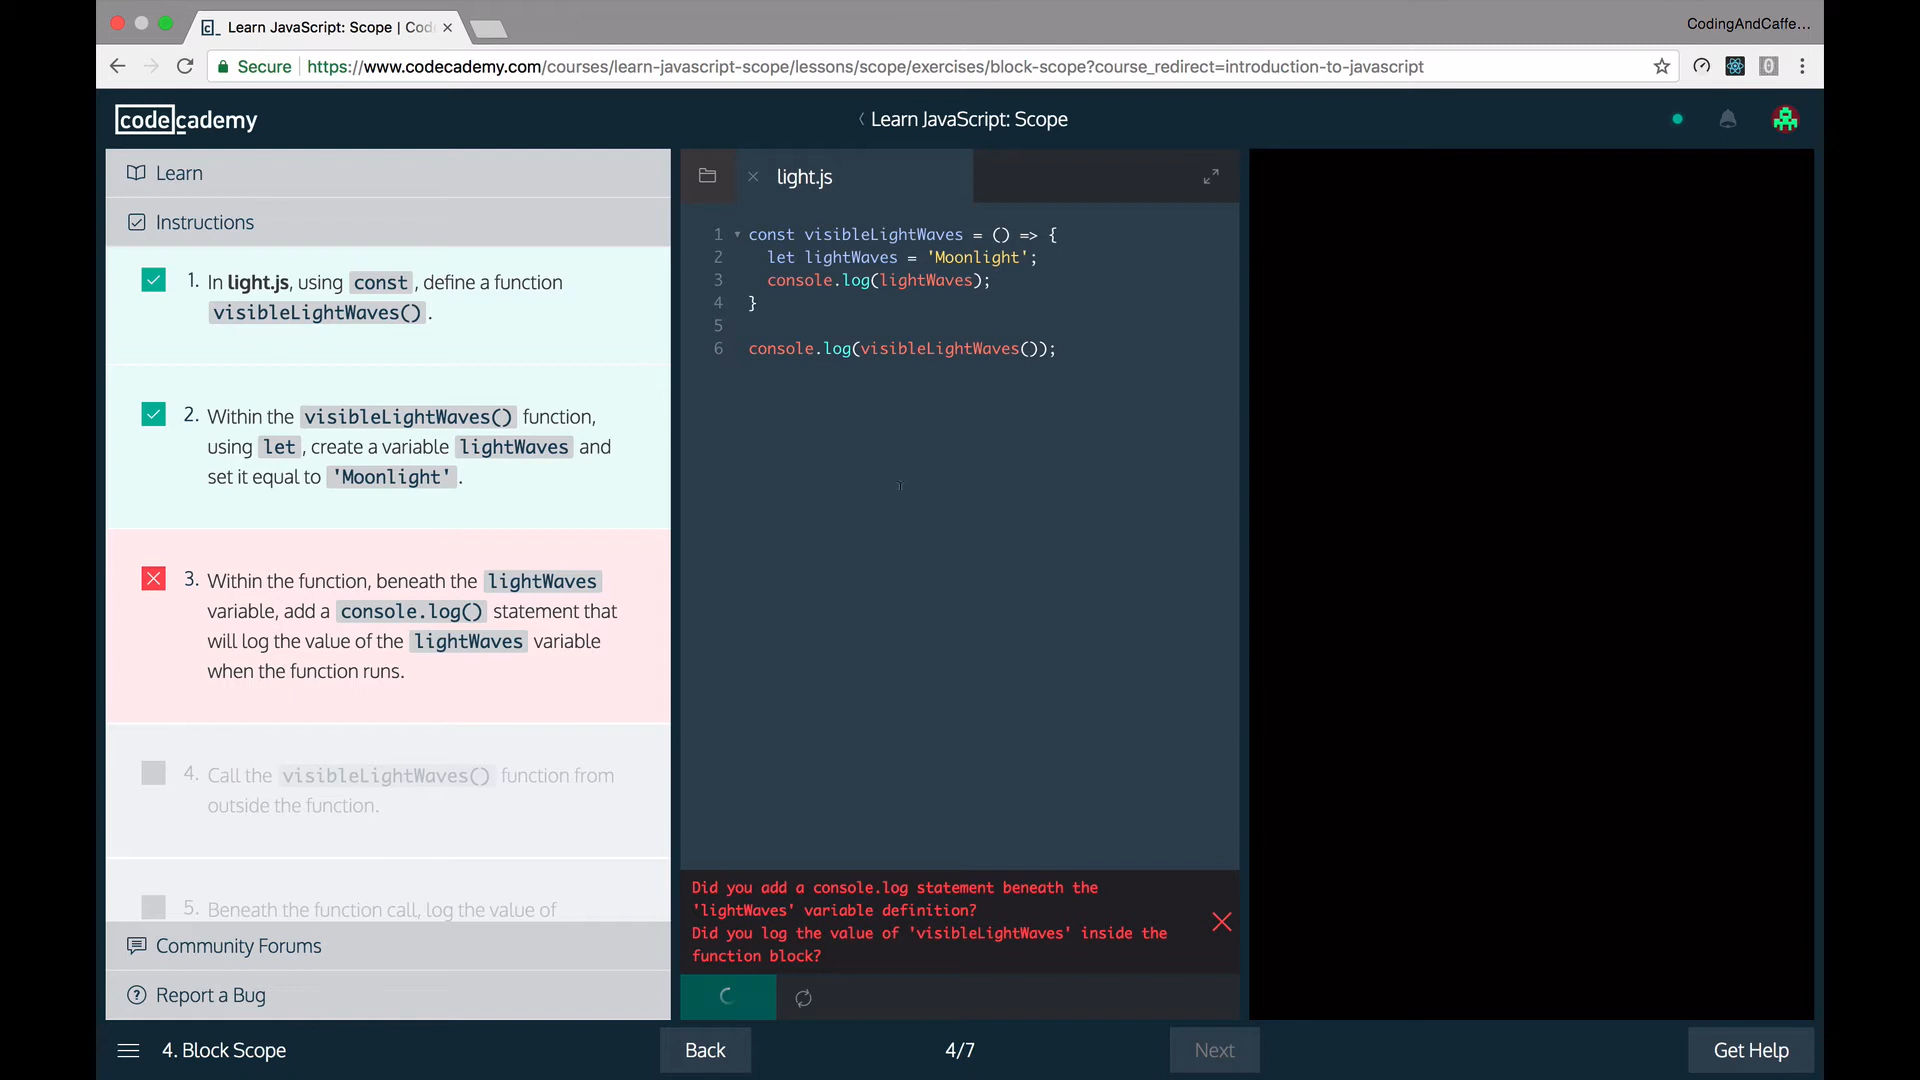 Learn JavaScript: Scope | Cod
CodingAndCaffe...
Secure https://www.codecademy.com/courses/learn-javascript-scope/lessons/scope/exercises/block-scope?course_redirect=introduction-to-javascript
codecademy
Learn JavaScript: Scope
Learn
Instructions
1. In light.js, using const, define a function
visibleLightWaves().
2. Within the visibleLightWaves() function,
using let, create a variable lightWaves and
set it equal to 'Moonlight'.
3. Within the function, beneath the lightWaves
variable, add a console.log() statement that
will log the value of the lightWaves variable
when the function runs.
4. Call the visibleLightWaves() function from
outside the function.
5. Beneath the function call, log the value of
Community Forums
Report a Bug
light.js
1 const visibleLightWaves = () => {
2 let lightWaves = 'Moonlight';
3 console.log(lightWaves);
4 }
5
6 console.log(visibleLightWaves());
Did you add a console.log statement beneath the
'lightWaves' variable definition?
Did you log the value of 'visibleLightWaves' inside the
function block?
4. Block Scope
Back
4/7
Next
Get Help